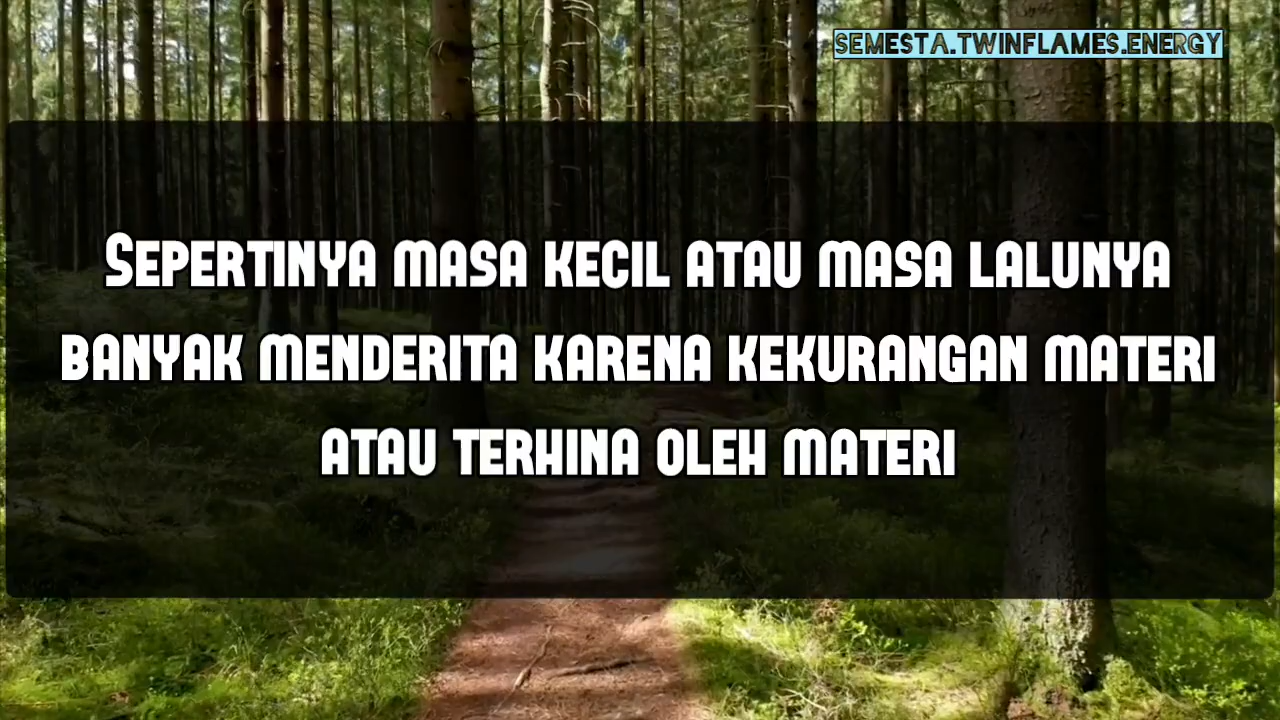 SEMESTA.TWINFLAMES.ENERGY
SEPERTINYA MASA KECIL ATAU MASA LALUNYA
BANYAK MENDERITA KARENA KEKURANGAN MATERI
ATAU TERHINA OLEH MATERI